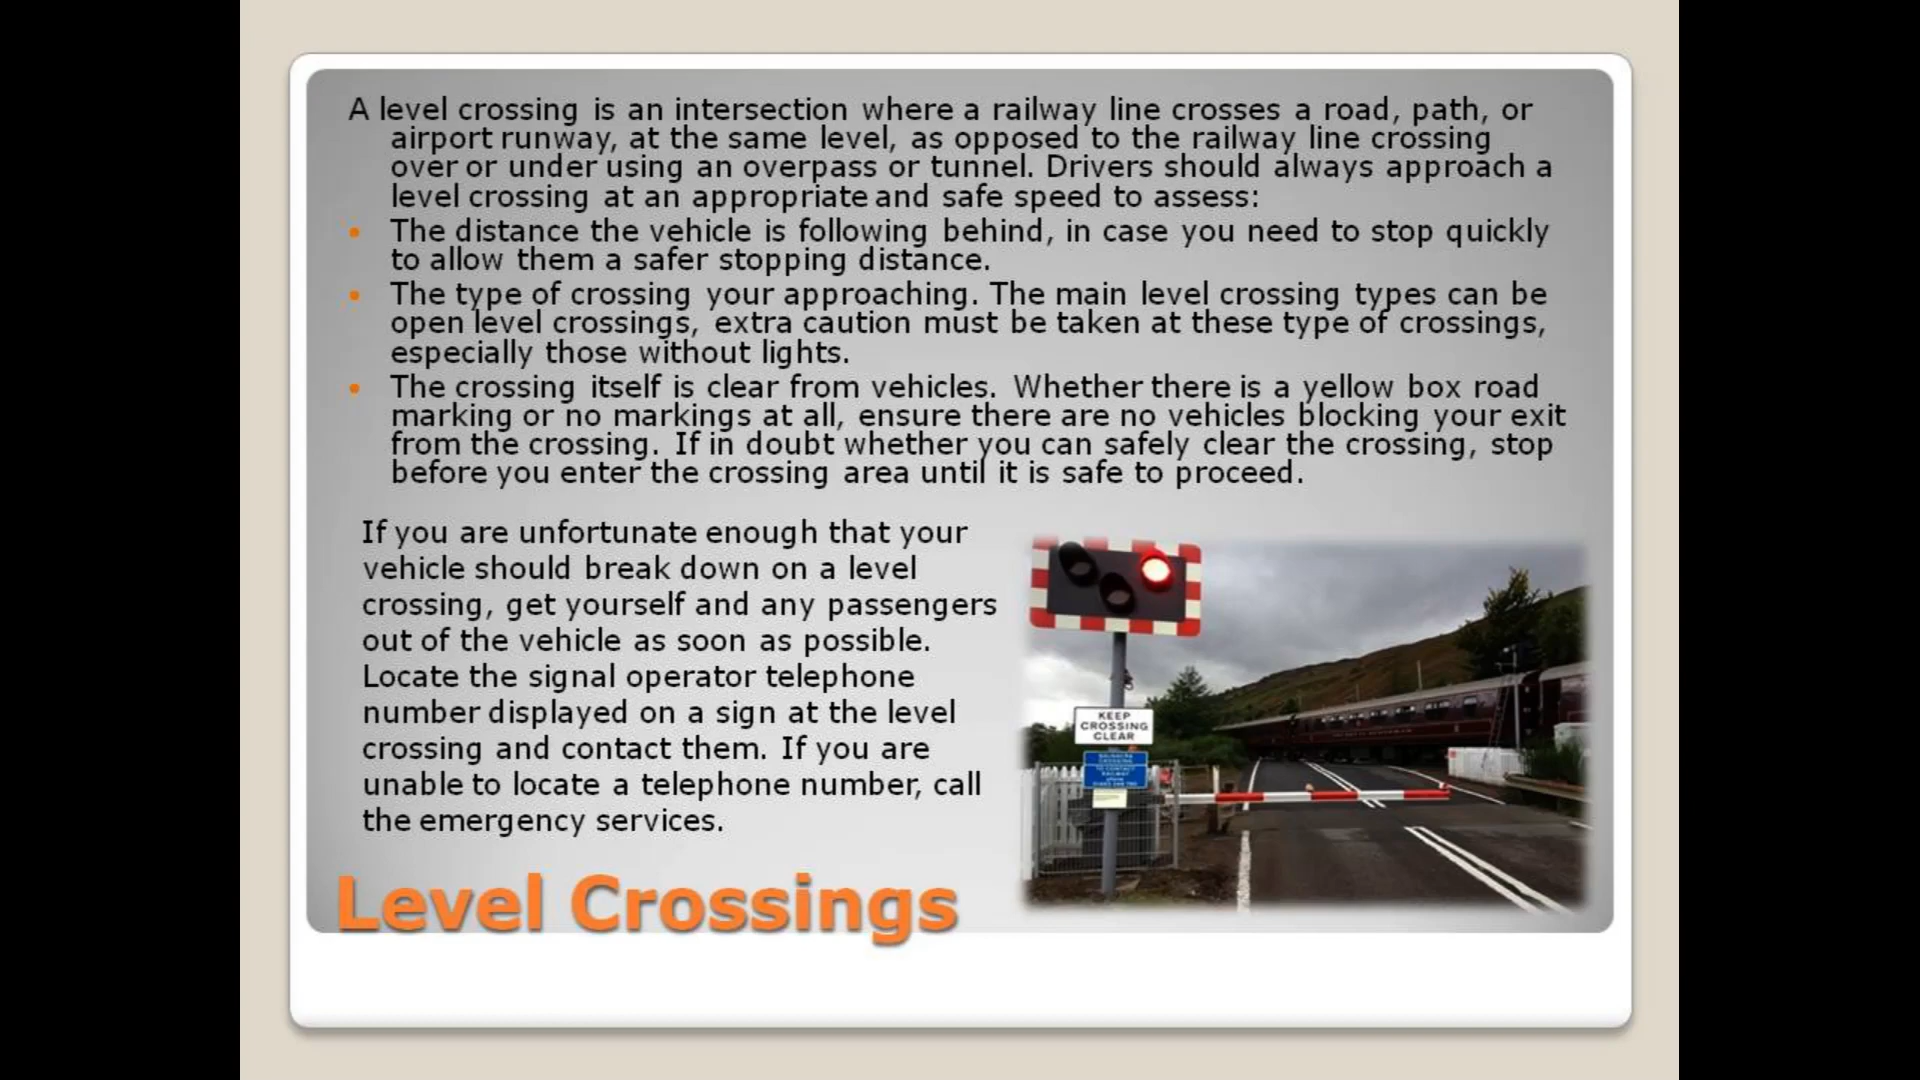 A level crossing is an intersection where a railway line crosses a road, path, or
airport runway, at the same level, as opposed to the railway line crossing
over or under using an overpass or tunnel. Drivers should always approach a
level crossing at an appropriate and safe speed to assess:
• The distance the vehicle is following behind, in case you need to stop quickly
to allow them a safer stopping distance.
• The type of crossing your approaching. The main level crossing types can be
open level crossings, extra caution must be taken at these type of crossings,
especially those without lights.
• The crossing itself is clear from vehicles. Whether there is a yellow box road
marking or no markings at all, ensure there are no vehicles blocking your exit
from the crossing. If in doubt whether you can safely clear the crossing, stop
before you enter the crossing area until it is safe to proceed.
If you are unfortunate enough that your
vehicle should break down on a level
crossing, get yourself and any passengers
out of the vehicle as soon as possible.
Locate the signal operator telephone
number displayed on a sign at the level
crossing and contact them. If you are
unable to locate a telephone number, call
the emergency services.
KEEP
CROSSING
CLEAR
CROSSING
TO CONTACT
RAILWAY
Level Crossings